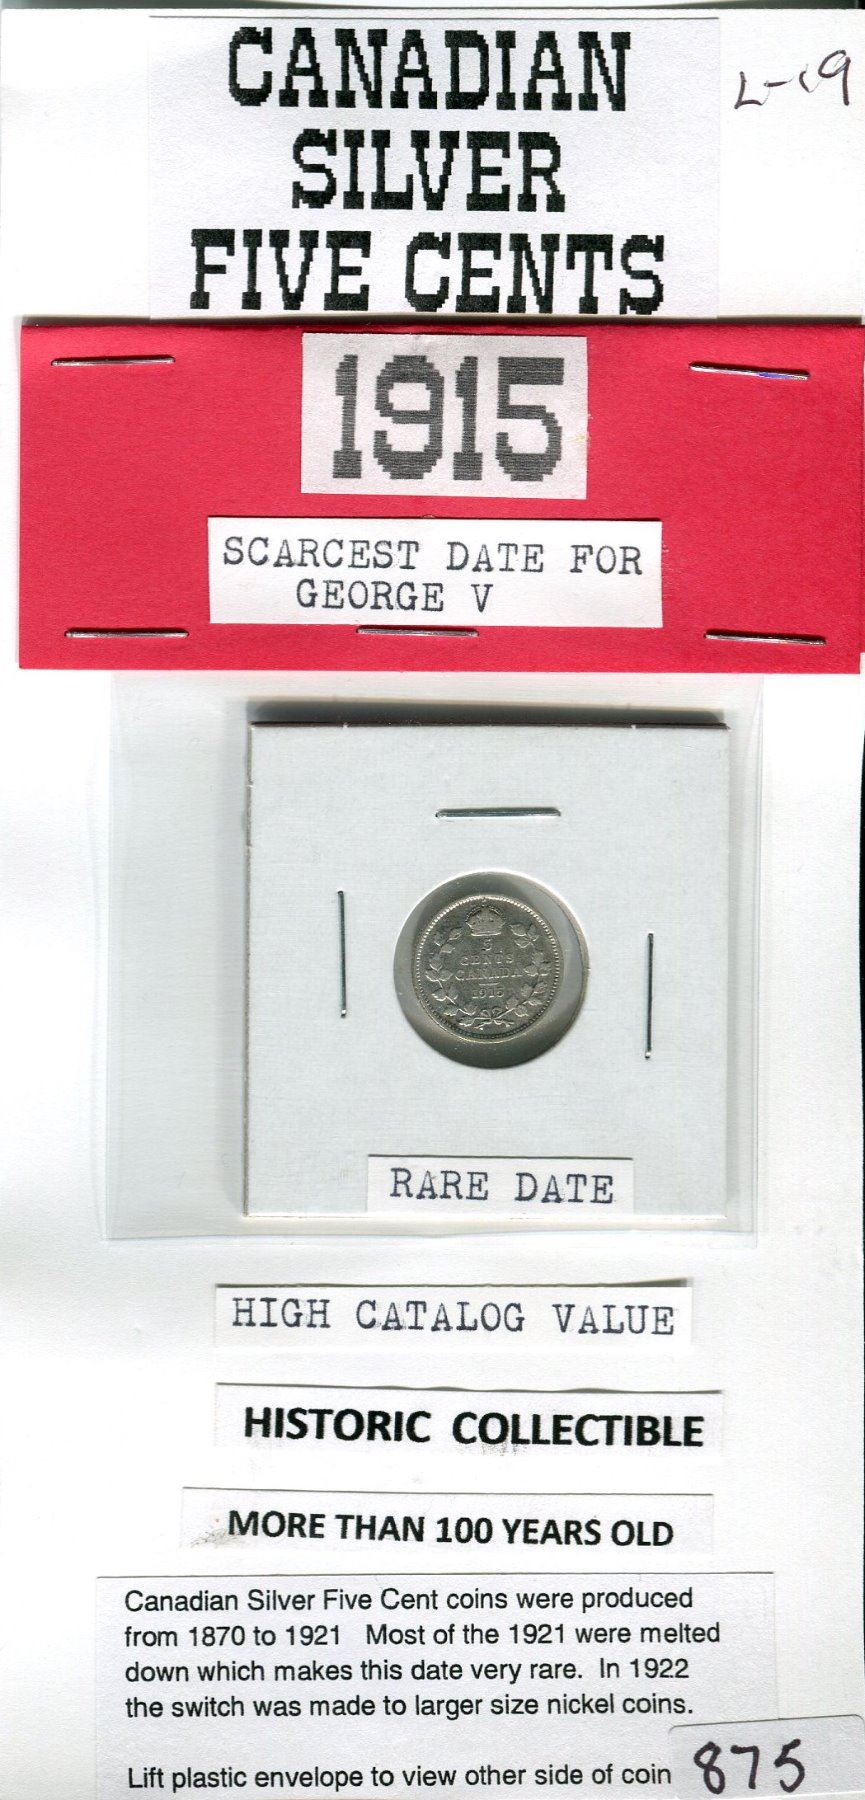 CANADIAN
L-19
SILVER
FIVE CENTS
1915
SCARCEST DATE FOR
GEORGE V
5
CENTS
CANADA
1915
RARE DATE
HIGH CATALOG VALUE
HISTORIC COLLECTIBLE
MORE THAN 100 YEARS OLD
Canadian Silver Five Cent coins were produced
from 1870 to 1921 Most of the 1921 were melted
down which makes this date very rare. In 1922
the switch was made to larger size nickel coins.
Lift plastic envelope to view other side of coin
875